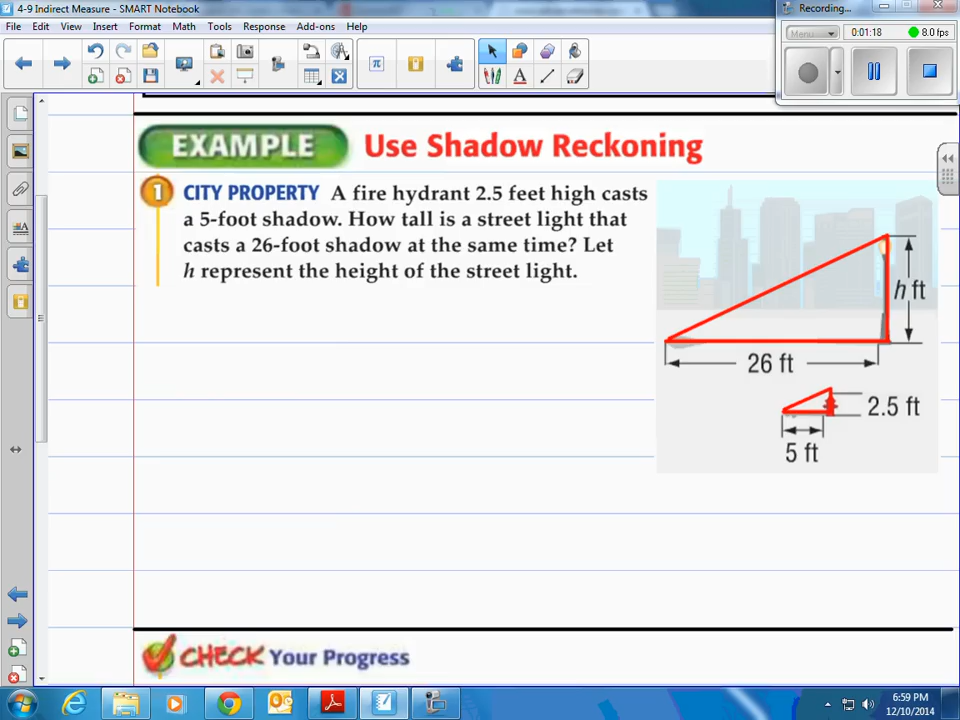 4-9 Indirect Measure - SMART Notebook
Recording...
File Edit View Insert Format Math Tools Response Add-ons Help
Menu 00:01:18 8.0 fps
EXAMPLE Use Shadow Reckoning
1 CITY PROPERTY A fire hydrant 2.5 feet high casts
a 5-foot shadow. How tall is a street light that
casts a 26-foot shadow at the same time? Let
h represent the height of the street light.
h ft
26 ft
2.5 ft
5 ft
CHECK Your Progress
6:59 PM
12/10/2014